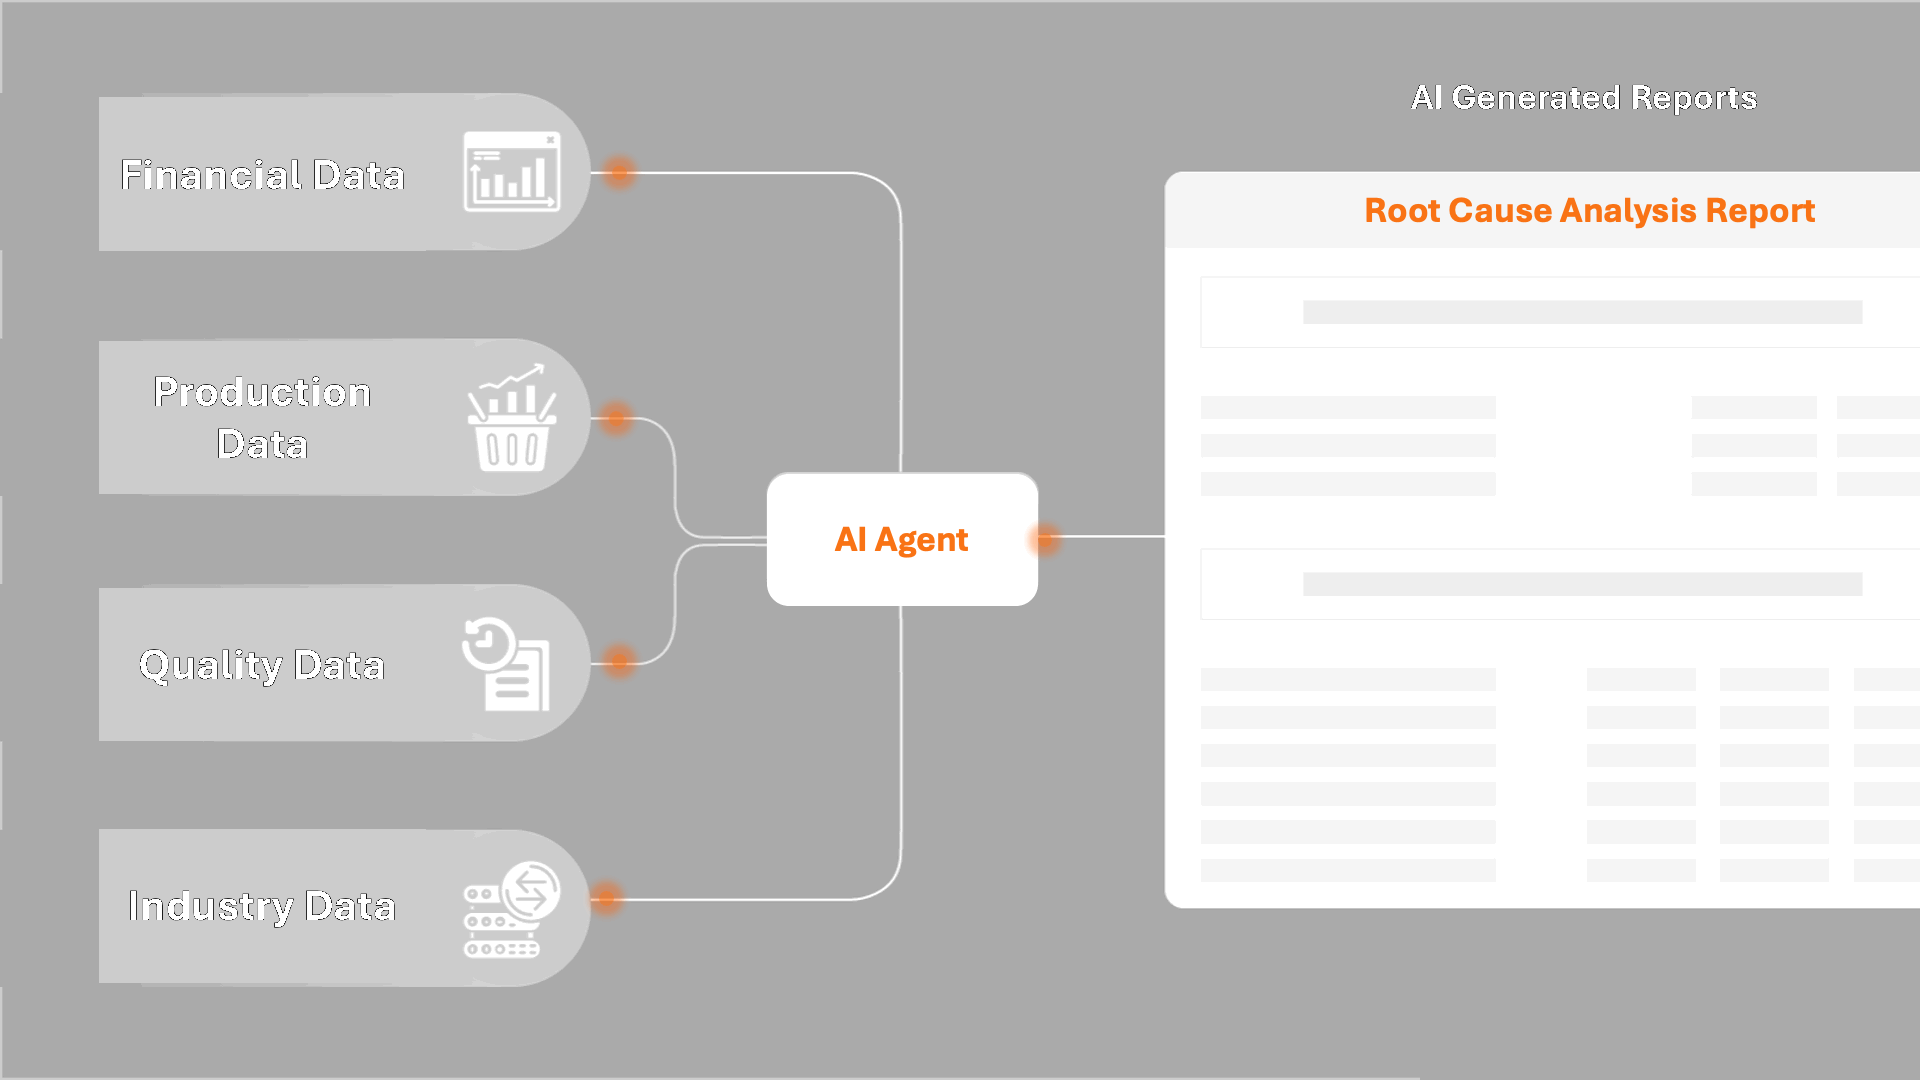 AI Generated Reports
Financial Data
Root Cause Analysis Report
Production
Data
AI Agent
Quality Data
Industry Data